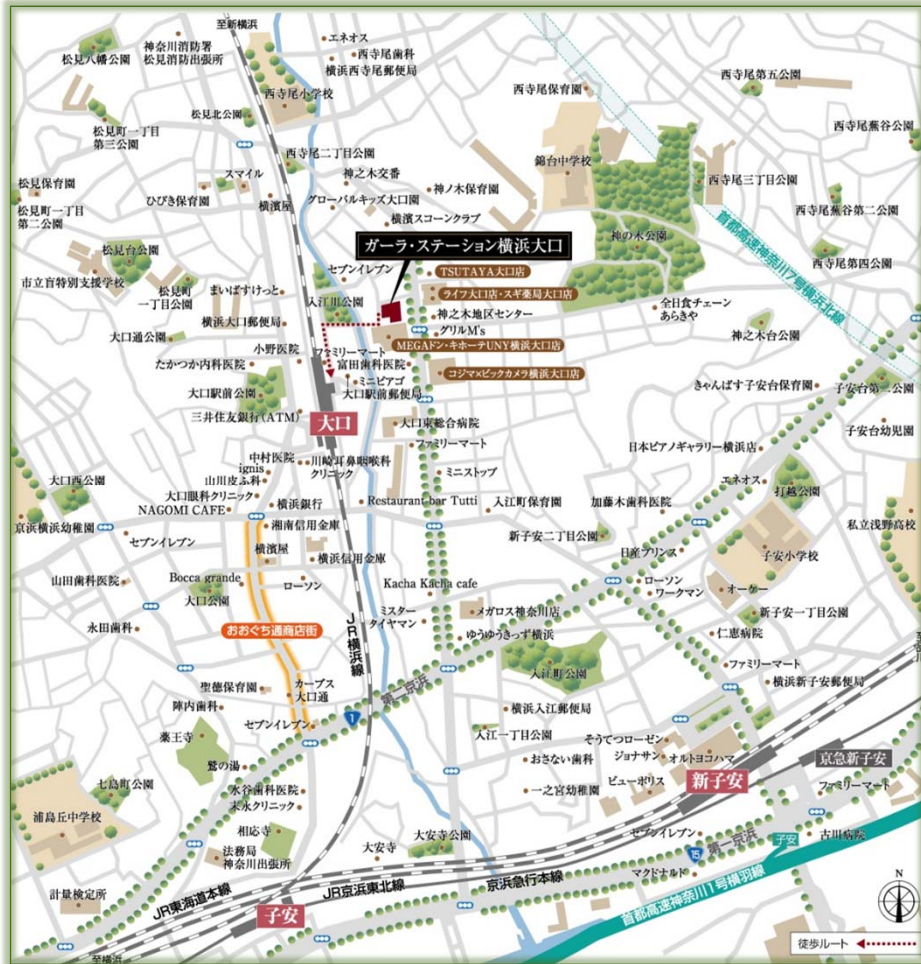 至新横浜
神奈川消防署
松見消防出張所
松見八幡公園
エネオス
西寺尾歯科
横浜西寺尾郵便局
西寺尾小学校
西寺尾保育園
西寺尾第五公園
松見北公園
松見町一丁目
第三公園
西寺尾蕉谷公園
錦台中学校
西寺尾二丁目公園
神之木交番
スマイル
神ノ木保育園
西寺尾三丁目公園
松見保育園
ひびき保育園
グローバルキッズ大口園
横濱屋
松見町一丁目
第二公園
横濱スコーンクラブ
西寺尾蕉谷第二公園
首都高速神奈川7号横浜北線
神の木公園
ガーラ・ステーション横浜大口
松見台公園
西寺尾第四公園
市立盲特別支援学校
セブンイレブン
TSUTAYA大口店
松見町
一丁目公園
まいばすけっと
入江川公園
ライフ大口店・スギ薬局大口店
全日食チェーン
あらきや
神之木地区センター
横浜大口郵便局
神之木台公園
大口通公園
グリルM's
小野医院
ファミリーマート
MEGAドン・キホーテUNY横浜大口店
たかつか内科医院
富田歯科医院
コジマ×ビックカメラ横浜大口店
ミニピアゴ
大口駅前郵便局
大口駅前公園
きゃんばす子安台保育園
子安台第二公園
三井住友銀行(ATM)
大口
大口東総合病院
子安台幼児園
ファミリーマート
日本ピアノギャラリー横浜店
中村医院
川崎耳鼻咽喉科
クリニック
ignis
山川皮ふ科
ミニストップ
大口西公園
エネオス
打越公園
大口眼科クリニック
横浜銀行
NAGOMI CAFE
Restaurant bar Tutti
入江町保育園
加藤木歯科医院
京浜横浜幼稚園
湘南信用金庫
私立浅野高校
セブンイレブン
新子安二丁目公園
横濱屋
横浜信用金庫
日産プリンス
子安小学校
山田歯科医院
Bocca grande
ローソン
Kacha Kacha cafe
ローソン
ワークマン
オーケー
大口公園
ミスター
タイヤマン
メガロス神奈川店
新子安一丁目公園
永田歯科
おおぐち通商店街
JR横浜線
ゆうゆうきっず横浜
仁恵病院
ファミリーマート
入江町公園
横浜新子安郵便局
聖徳保育園
カーブス
大口通
第二京浜
陣内歯科
1
横浜入江郵便局
セブンイレブン
入江一丁目公園
そうてつローゼン
薬王寺
ジョナサン
オルトヨコハマ
鷲の湯
おさない歯科
京急新子安
ビューポリス
新子安
七島町公園
水谷歯科医院
一之宮幼稚園
ファミリーマート
末永クリニック
浦島丘中学校
相応寺
大安寺公園
セブンイレブン
子安
古川病院
法務局
神奈川出張所
大安寺
15
第一京浜
マクドナルド
計量検定所
JR東海道本線
JR京浜東北線
京浜急行本線
首都高速神奈川1号横羽線
子安
N
至横浜
徒歩ルート